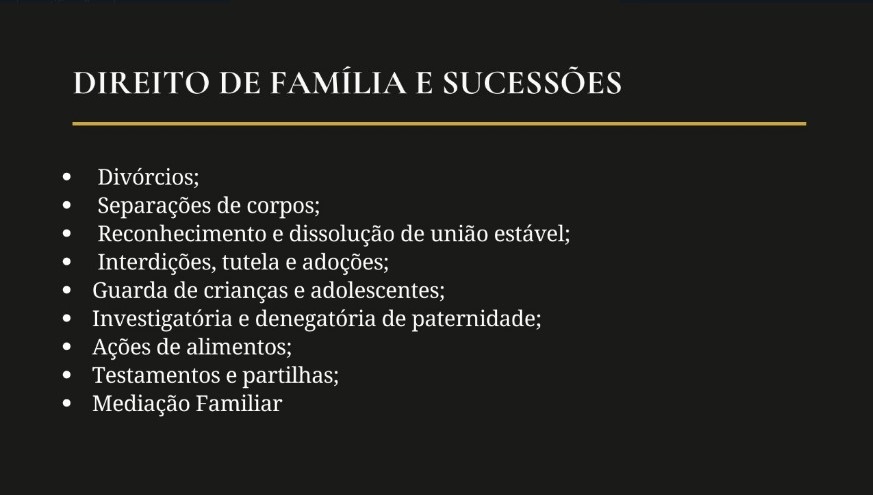 DIREITO DE FAMÍLIA E SUCESSÕES
• Divórcios;
• Separações de corpos;
• Reconhecimento e dissolução de união estável;
• Interdições, tutela e adoções;
• Guarda de crianças e adolescentes;
• Investigatória e denegatória de paternidade;
• Ações de alimentos;
• Testamentos e partilhas;
• Mediação Familiar